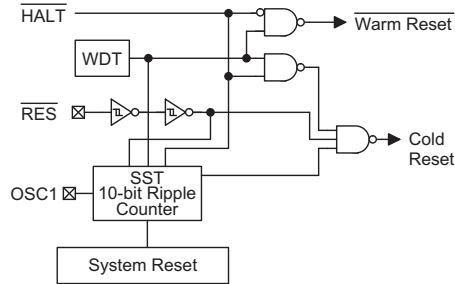 HALT
Warm Reset
WDT
RES
Cold
Reset
SST
10-bit Ripple
Counter
OSC1
System Reset